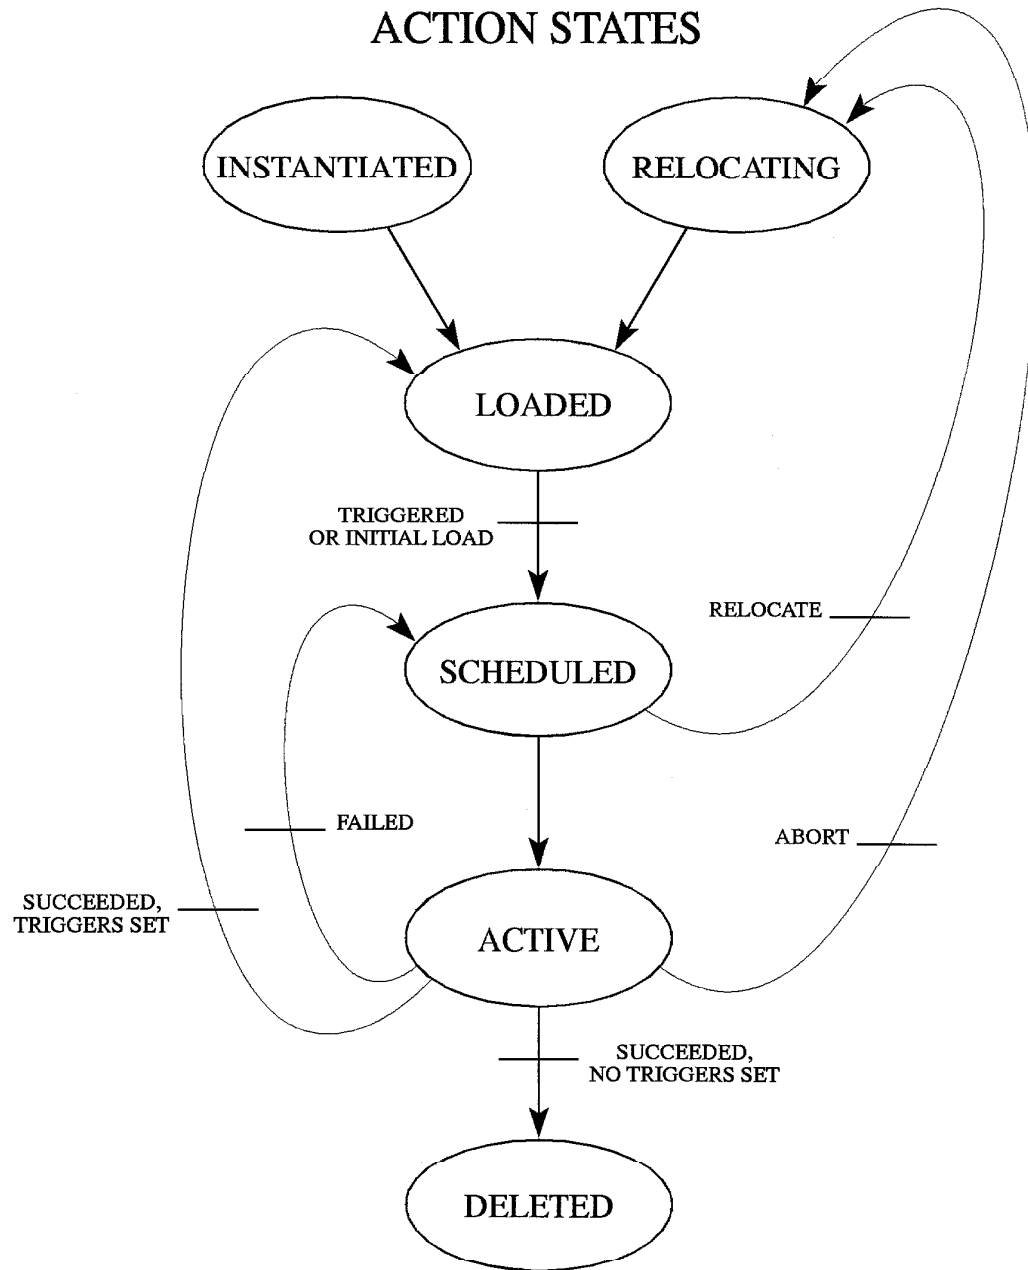 ACTION STATES
INSTANTIATED
RELOCATING
LOADED
TRIGGERED
OR INITIAL LOAD
RELOCATE
SCHEDULED
FAILED
ABORT
SUCCEEDED,
TRIGGERS SET
ACTIVE
SUCCEEDED,
NO TRIGGERS SET
DELETED